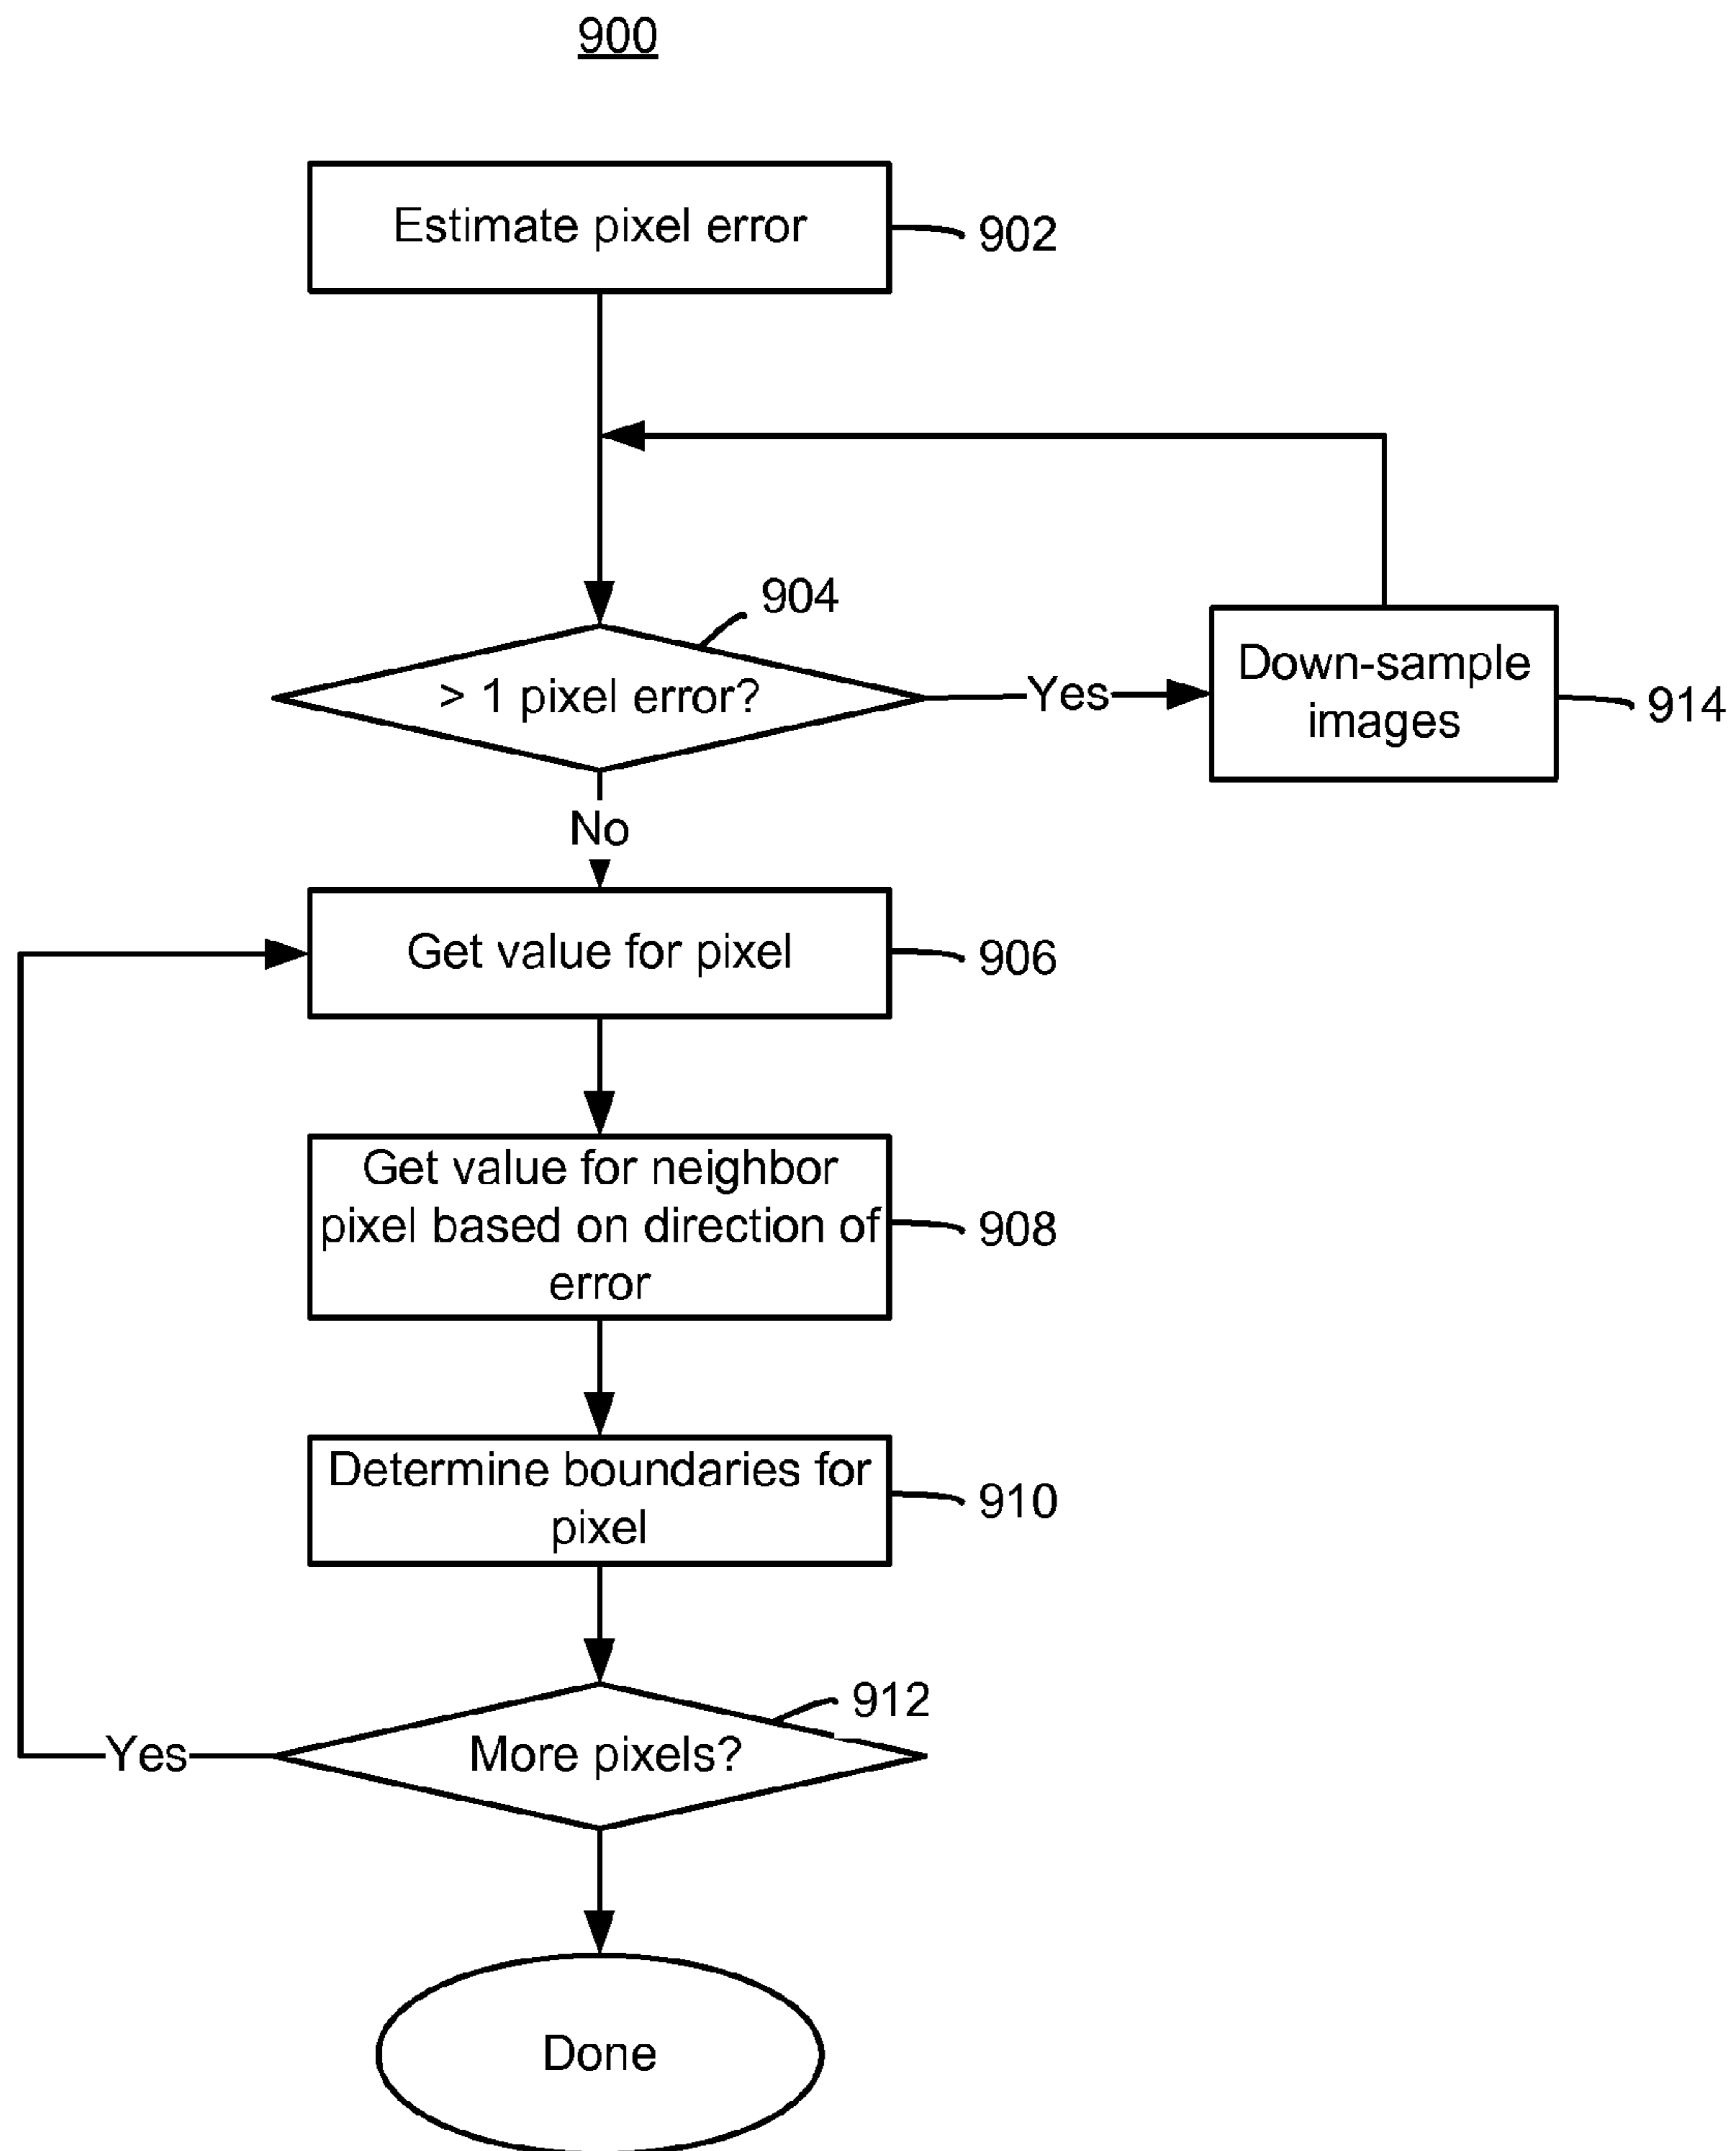 900
Estimate pixel error
902
904
> 1 pixel error?
Yes
Down-sample
images
914
No
Get value for pixel
906
Get value for neighbor
pixel based on direction of
error
908
Determine boundaries for
pixel
910
912
More pixels?
Yes
Done